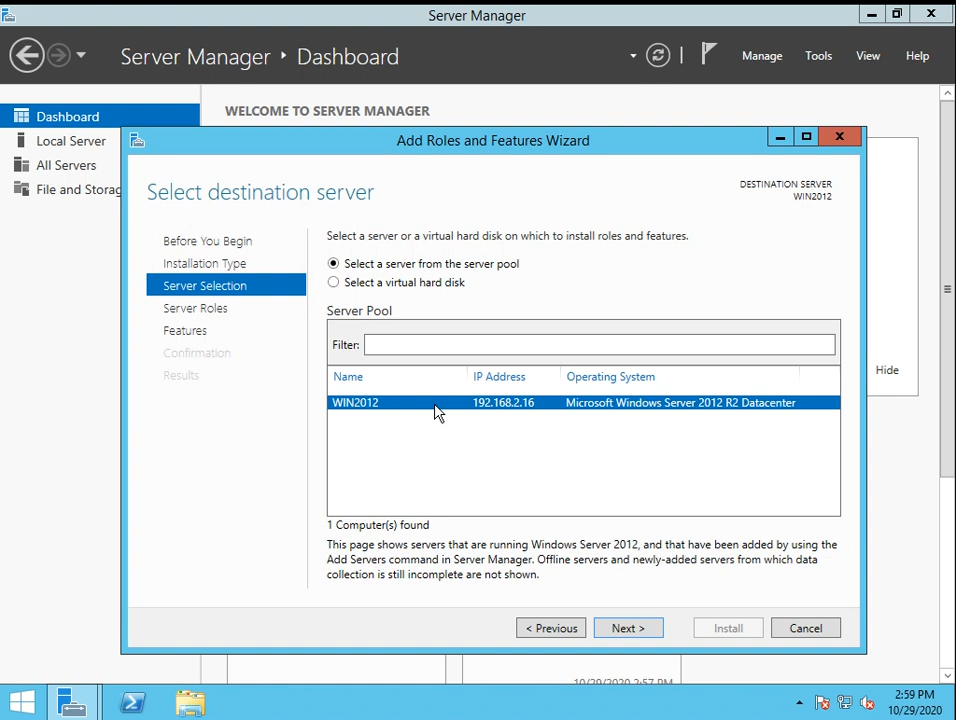 Server Manager
Server Manager ‣ Dashboard
Manage
Tools
View
Help
Dashboard
Local Server
All Servers
File and Storag
WELCOME TO SERVER MANAGER
Add Roles and Features Wizard
Select destination server
DESTINATION SERVER
WIN2012
Before You Begin
Installation Type
Server Selection
Server Roles
Features
Confirmation
Results
Select a server or a virtual hard disk on which to install roles and features.
Select a server from the server pool
Select a virtual hard disk
Server Pool
Filter:
Name IP Address Operating System
WIN2012 192.168.2.16 Microsoft Windows Server 2012 R2 Datacenter
1 Computer(s) found
This page shows servers that are running Windows Server 2012, and that have been added by using the
Add Servers command in Server Manager. Offline servers and newly-added servers from which data
collection is still incomplete are not shown.
< Previous
Next >
Install
Cancel
Hide
10/29/2020 2:57 PM
2:59 PM
10/29/2020